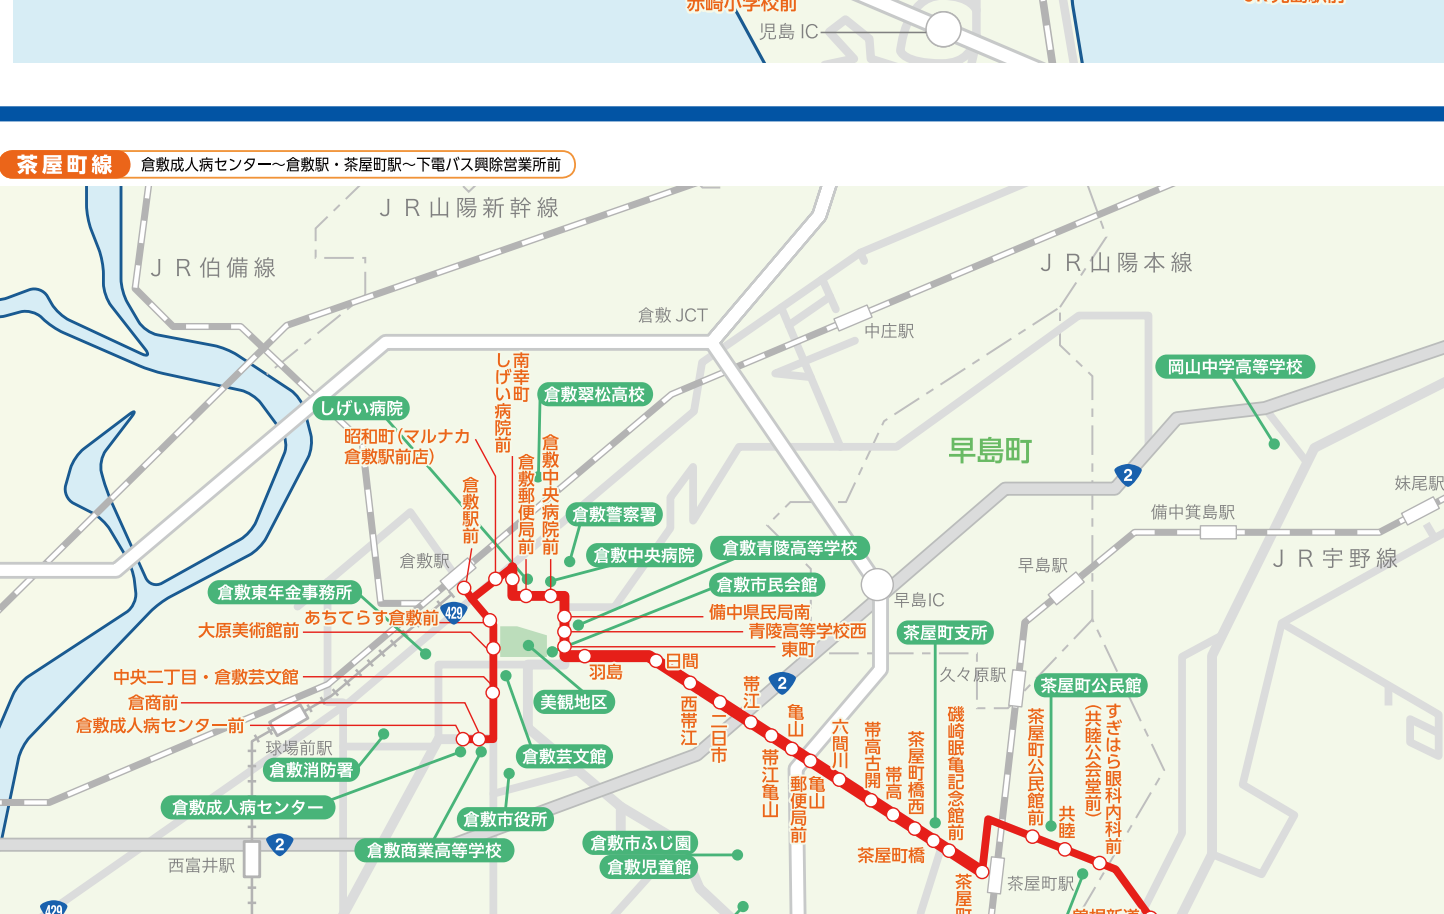 赤崎小学校前
児島 IC
茶屋町線
倉敷成人病センター〜倉敷駅・茶屋町駅〜下電バス興除営業所前
JR山陽新幹線
JR伯備線
JR山陽本線
倉敷 JCT
中庄駅
南幸町
しげい病院前
岡山中学高等学校
倉敷翠松高校
しげい病院
昭和町(マルナカ
倉敷駅前店)
倉敷中央病院前
倉敷郵便局前
倉敷駅前
早島町
2
妹尾駅
備中箕島駅
倉敷警察署
倉敷中央病院
倉敷青陵高等学校
JR宇野線
早島駅
倉敷駅
倉敷東年金事務所
倉敷市民会館
早島IC
あちてらす倉敷前
429
備中県民局南
大原美術館前
青陵高等学校西
茶屋町支所
東町
日間
羽島
中央二丁目・倉敷芸文館
久々原駅
茶屋町公民館
2
倉商前
美観地区
西帯江
二日市
帯江
亀山
倉敷成人病センター前
球場前駅
倉敷芸文館
帯江亀山
亀山
郵便局前
六間川
帯高古開
帯高
茶屋町橋西
磯崎眠亀記念館前
茶屋町公民館前
共睦
すぎはら眼科内科前
(共睦公会堂前)
倉敷消防署
倉敷成人病センター
倉敷市役所
2
倉敷商業高等学校
倉敷市ふじ園
倉敷児童館
茶屋町橋
西富井駅
茶屋町駅
茶屋町
429